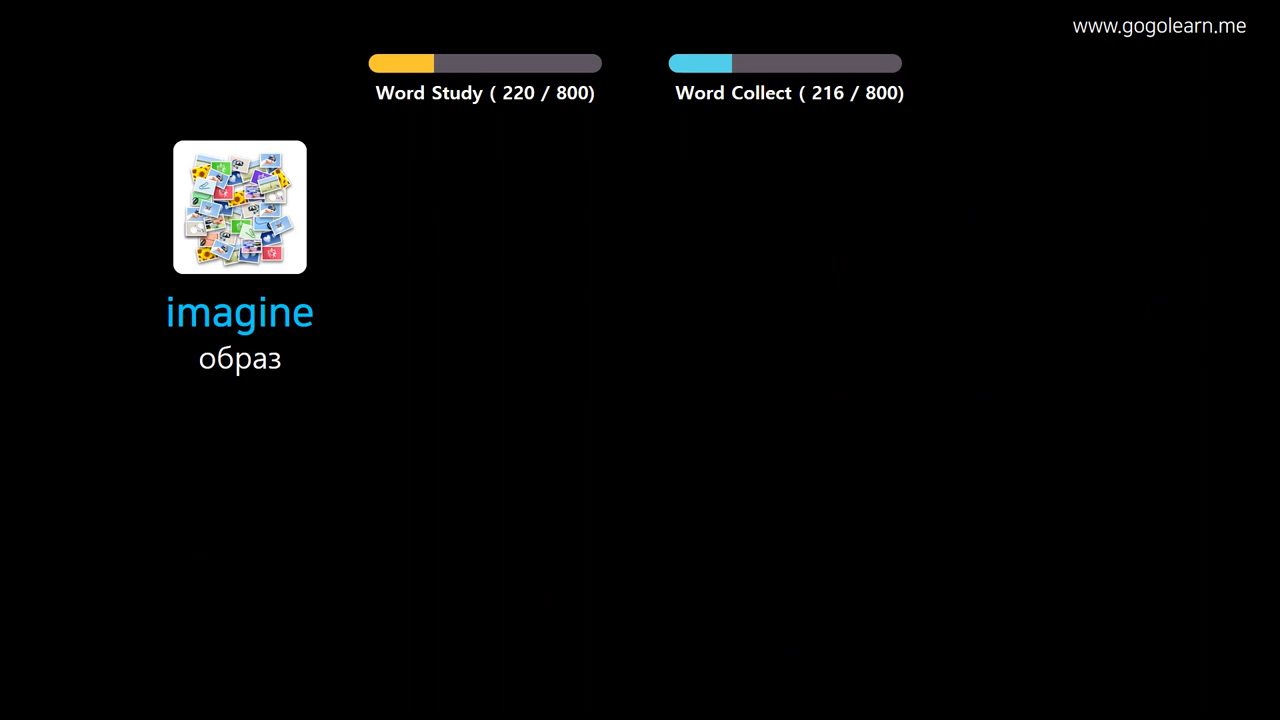 www.gogolearn.me
Word Study ( 220 / 800)
Word Collect ( 216 / 800)
imagine
образ